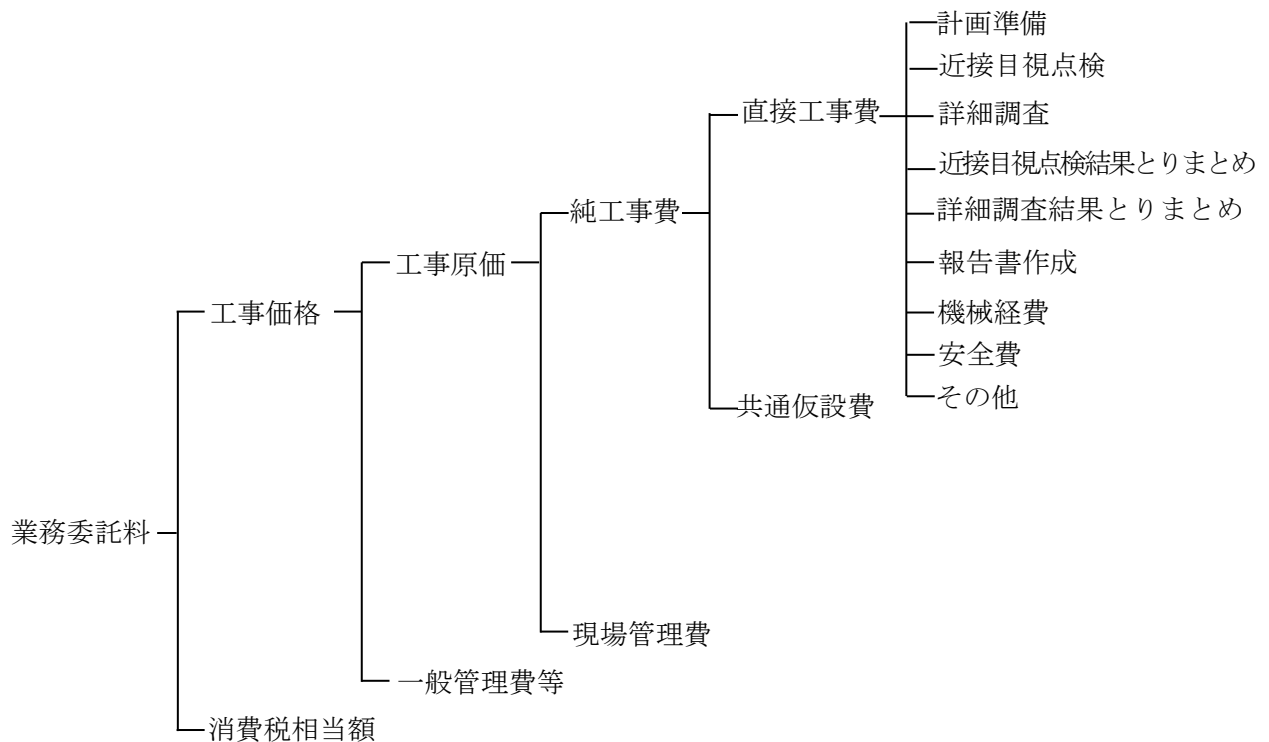 計画準備
近接目視点検
直接工事費
詳細調査
近接目視点検結果とりまとめ
純工事費
詳細調査結果とりまとめ
工事原価
報告書作成
工事価格
機械経費
安全費
その他
共通仮設費
業務委託料
現場管理費
一般管理費等
消費税相当額